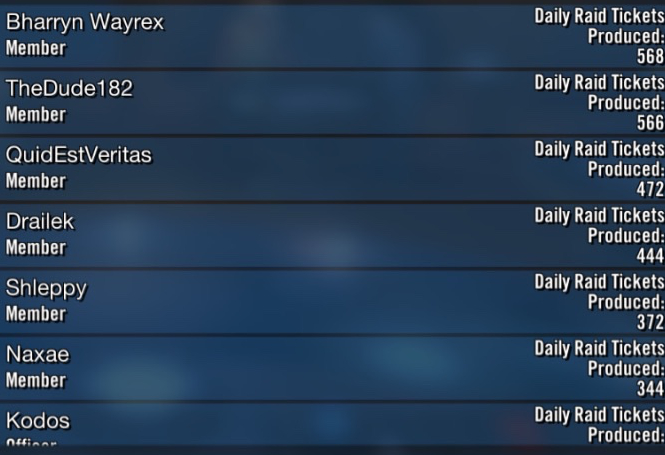 Bharryn Wayrex
Member
Daily Raid Tickets
Produced:
568
TheDude182
Member
Daily Raid Tickets
Produced:
566
QuidEstVeritas
Member
Daily Raid Tickets
Produced:
472
Drailek
Member
Daily Raid Tickets
Produced:
444
Shleppy
Member
Daily Raid Tickets
Produced:
372
Naxae
Member
Daily Raid Tickets
Produced:
344
Kodos
Officer
Daily Raid Tickets
Produced: